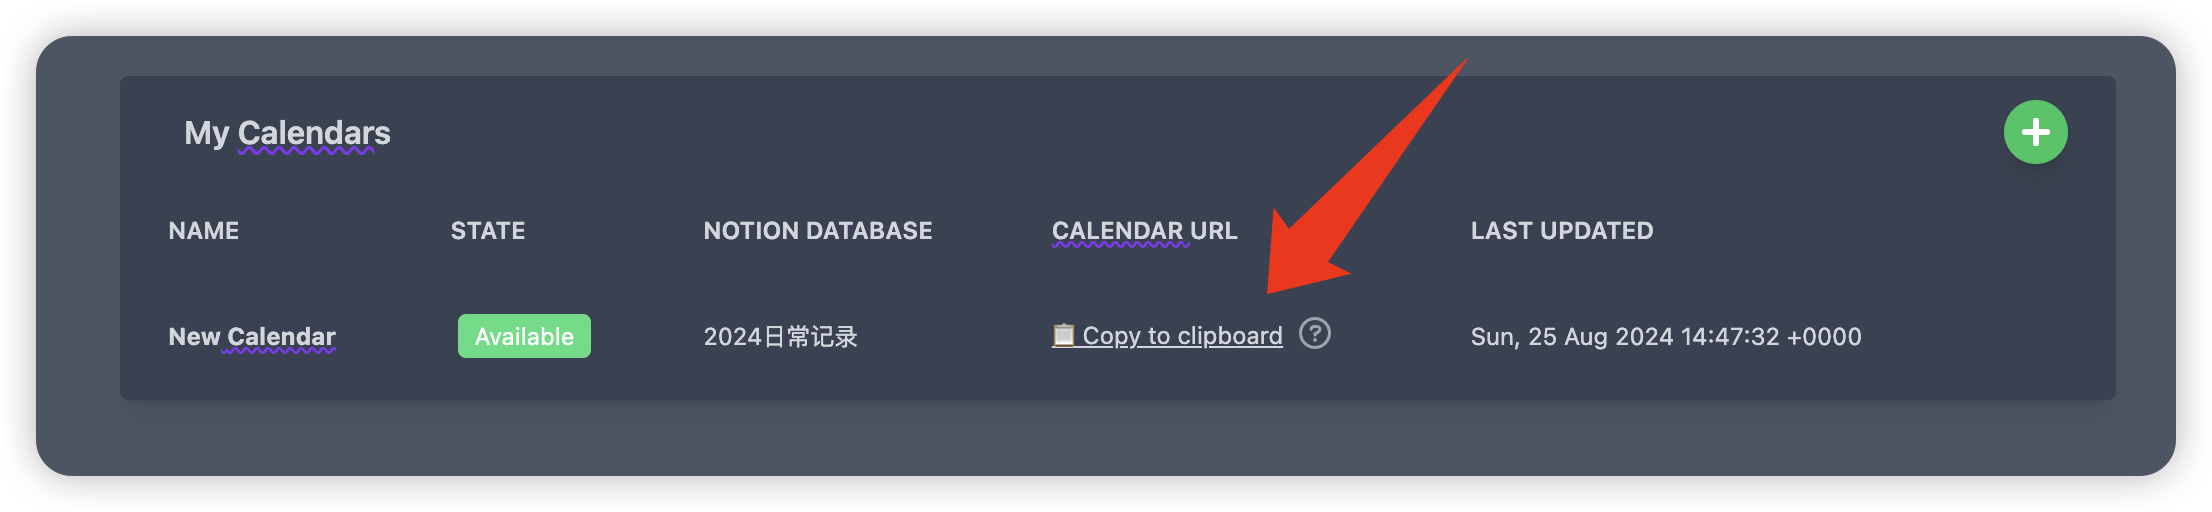 My Calendars
NAME STATE NOTION DATABASE CALENDAR URL LAST UPDATED
New Calendar Available 2024日常记录 📋 Copy to clipboard ? Sun, 25 Aug 2024 14:47:32 +0000